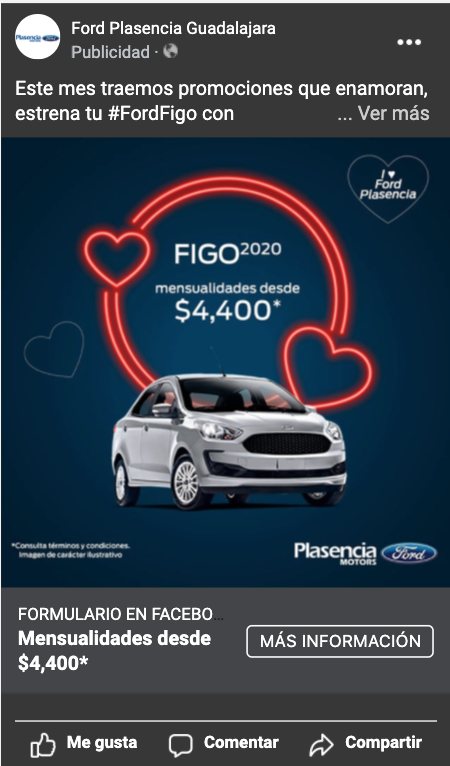 Ford Plasencia Guadalajara
Publicidad ·
Este mes traemos promociones que enamoran,
estrena tu #FordFigo con ... Ver más
I ♥
Ford
Plasencia
FIGO2020
mensualidades desde
$4,400*
*Consulta términos y condiciones.
Imagen de carácter ilustrativo
Plasencia
MOTORS
Ford
FORMULARIO EN FACEBO...
Mensualidades desde
$4,400*
MÁS INFORMACIÓN
Me gusta
Comentar
Compartir